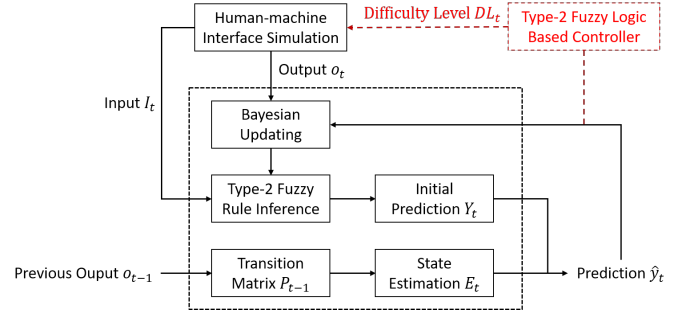 Human-machine
Interface Simulation
Difficulty Level DL_t
Type-2 Fuzzy Logic
Based Controller
Output o_t
Input I_t
Bayesian
Updating
Type-2 Fuzzy
Rule Inference
Initial
Prediction Y_t
Previous Ouput o_{t−1}
Transition
Matrix P_{t−1}
State
Estimation E_t
Prediction ŷ_t